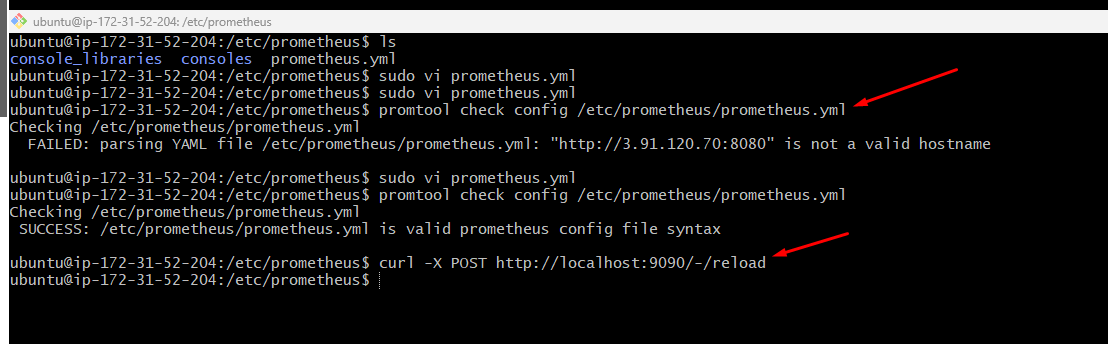 ubuntu@ip-172-31-52-204: /etc/prometheus
ubuntu@ip-172-31-52-204:/etc/prometheus$ ls
console_libraries  consoles  prometheus.yml
ubuntu@ip-172-31-52-204:/etc/prometheus$ sudo vi prometheus.yml
ubuntu@ip-172-31-52-204:/etc/prometheus$ sudo vi prometheus.yml
ubuntu@ip-172-31-52-204:/etc/prometheus$ promtool check config /etc/prometheus/prometheus.yml
Checking /etc/prometheus/prometheus.yml
  FAILED: parsing YAML file /etc/prometheus/prometheus.yml: "http://3.91.120.70:8080" is not a valid hostname
ubuntu@ip-172-31-52-204:/etc/prometheus$ sudo vi prometheus.yml
ubuntu@ip-172-31-52-204:/etc/prometheus$ promtool check config /etc/prometheus/prometheus.yml
Checking /etc/prometheus/prometheus.yml
 SUCCESS: /etc/prometheus/prometheus.yml is valid prometheus config file syntax
ubuntu@ip-172-31-52-204:/etc/prometheus$ curl -X POST http://localhost:9090/-/reload
ubuntu@ip-172-31-52-204:/etc/prometheus$